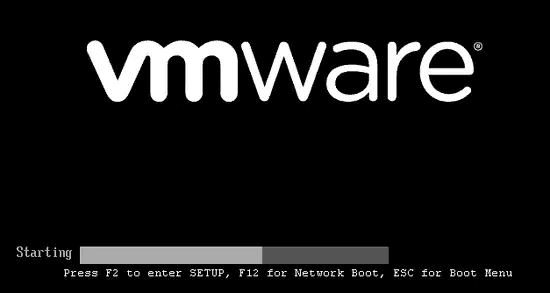 vmware®
Starting
Press F2 to enter SETUP, F12 for Network Boot, ESC for Boot Menu